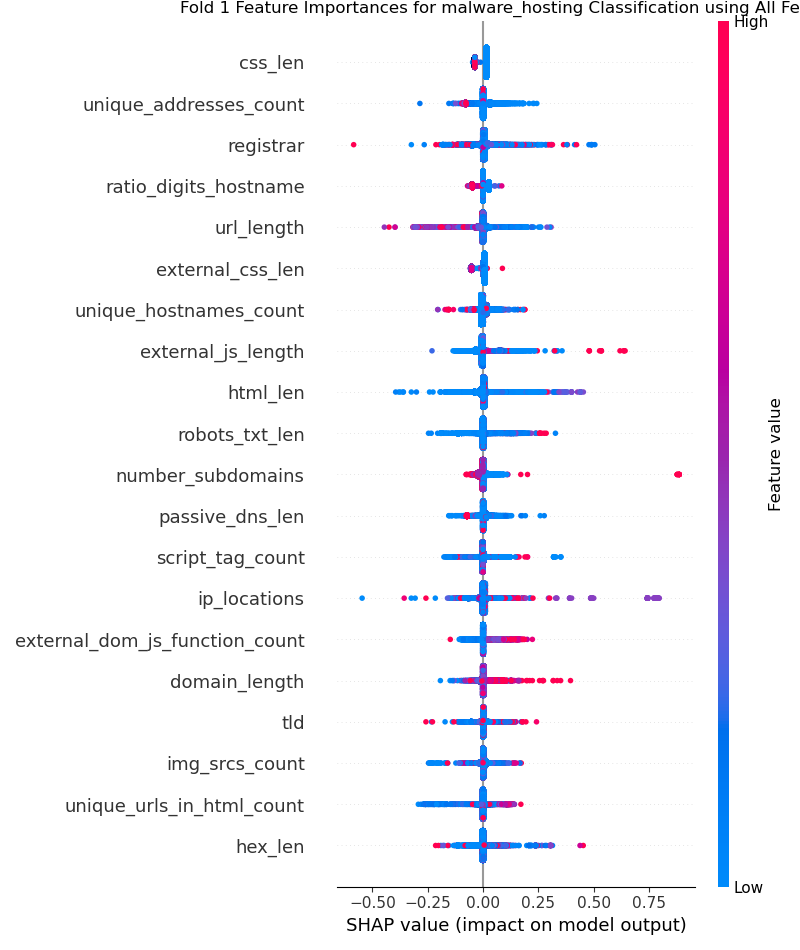 Fold 1 Feature Importances for malware_hosting Classification using All Fe
High
css_len
unique_addresses_count
registrar
ratio_digits_hostname
url_length
external_css_len
unique_hostnames_count
external_js_length
html_len
robots_txt_len
number_subdomains
passive_dns_len
script_tag_count
ip_locations
external_dom_js_function_count
domain_length
tld
img_srcs_count
unique_urls_in_html_count
hex_len
Feature value
Low
−0.50 −0.25 0.00 0.25 0.50 0.75
SHAP value (impact on model output)